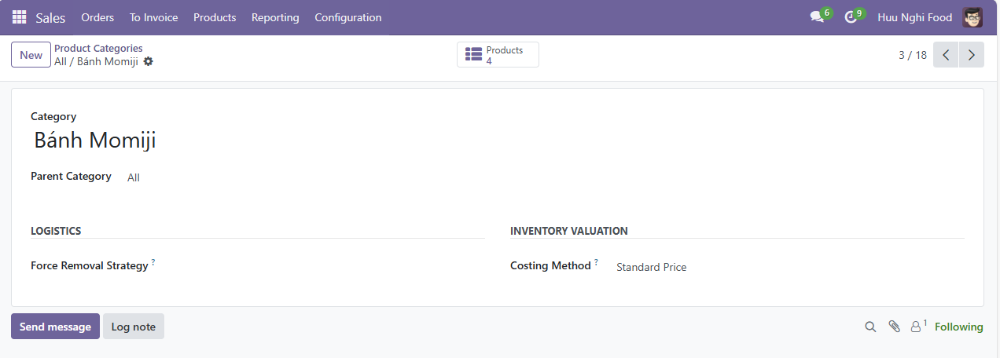 Sales Orders To Invoice Products Reporting Configuration 6 9 Huu Nghi Food
New Product Categories
All / Bánh Momiji
Products
4
3 / 18
Category
Bánh Momiji
Parent Category All
LOGISTICS
INVENTORY VALUATION
Force Removal Strategy ?
Costing Method ? Standard Price
Send message Log note 1 Following